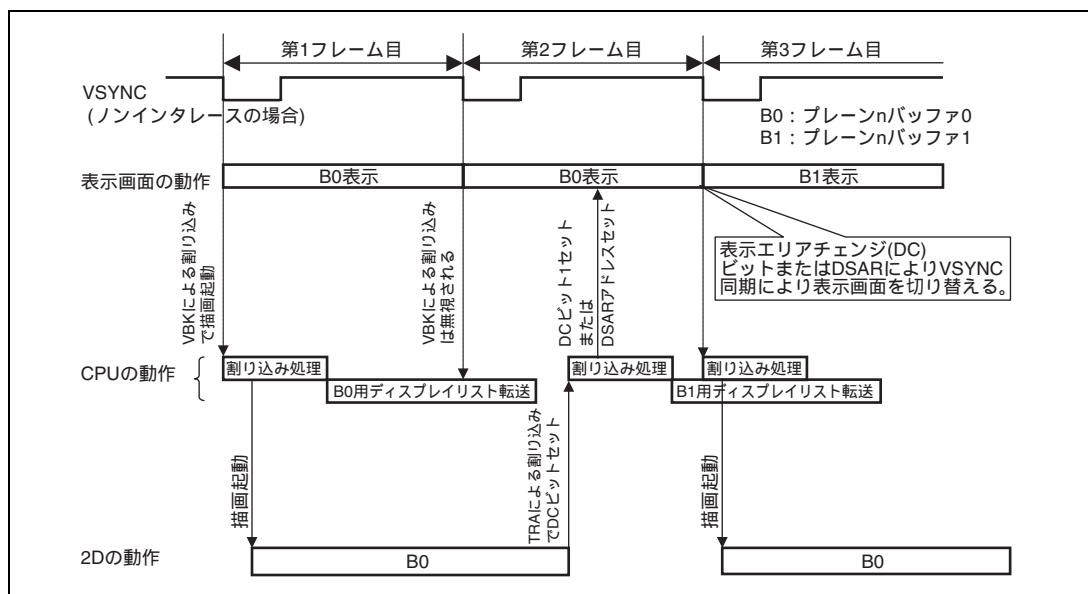 第1フレーム目
第2フレーム目
第3フレーム目
VSYNC
(ノンインタレースの場合)
B0：プレーンnバッファ0
B1：プレーンnバッファ1
表示画面の動作
B0表示
B0表示
B1表示
VBKによる割り込み
で描画起動
VBKによる割り込み
は無視される
DCビット1セット
または
DSARアドレスセット
表示エリアチェンジ(DC)
ビットまたはDSARによりVSYNC
同期により表示画面を切り替える。
CPUの動作
割り込み処理
割り込み処理
割り込み処理
B0用ディスプレイリスト転送
B1用ディスプレイリスト転送
描画起動
TRAによる割り込み
でDCビットセット
描画起動
2Dの動作
B0
B0